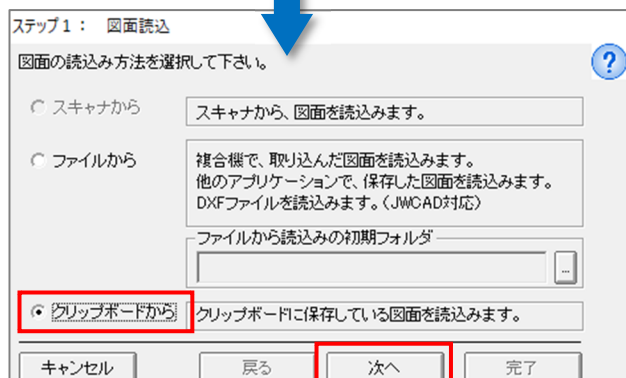 ステップ1： 図面読込
図面の読込み方法を選択して下さい。
?
スキャナから
スキャナから、図面を読込みます。
ファイルから
複合機で、取り込んだ図面を読込みます。
他のアプリケーションで、保存した図面を読込みます。
DXFファイルを読込みます。(JWCAD対応)
ファイルから読込みの初期フォルダ
...
クリップボードから
クリップボードに保存している図面を読込みます。
キャンセル
戻る
次へ
完了